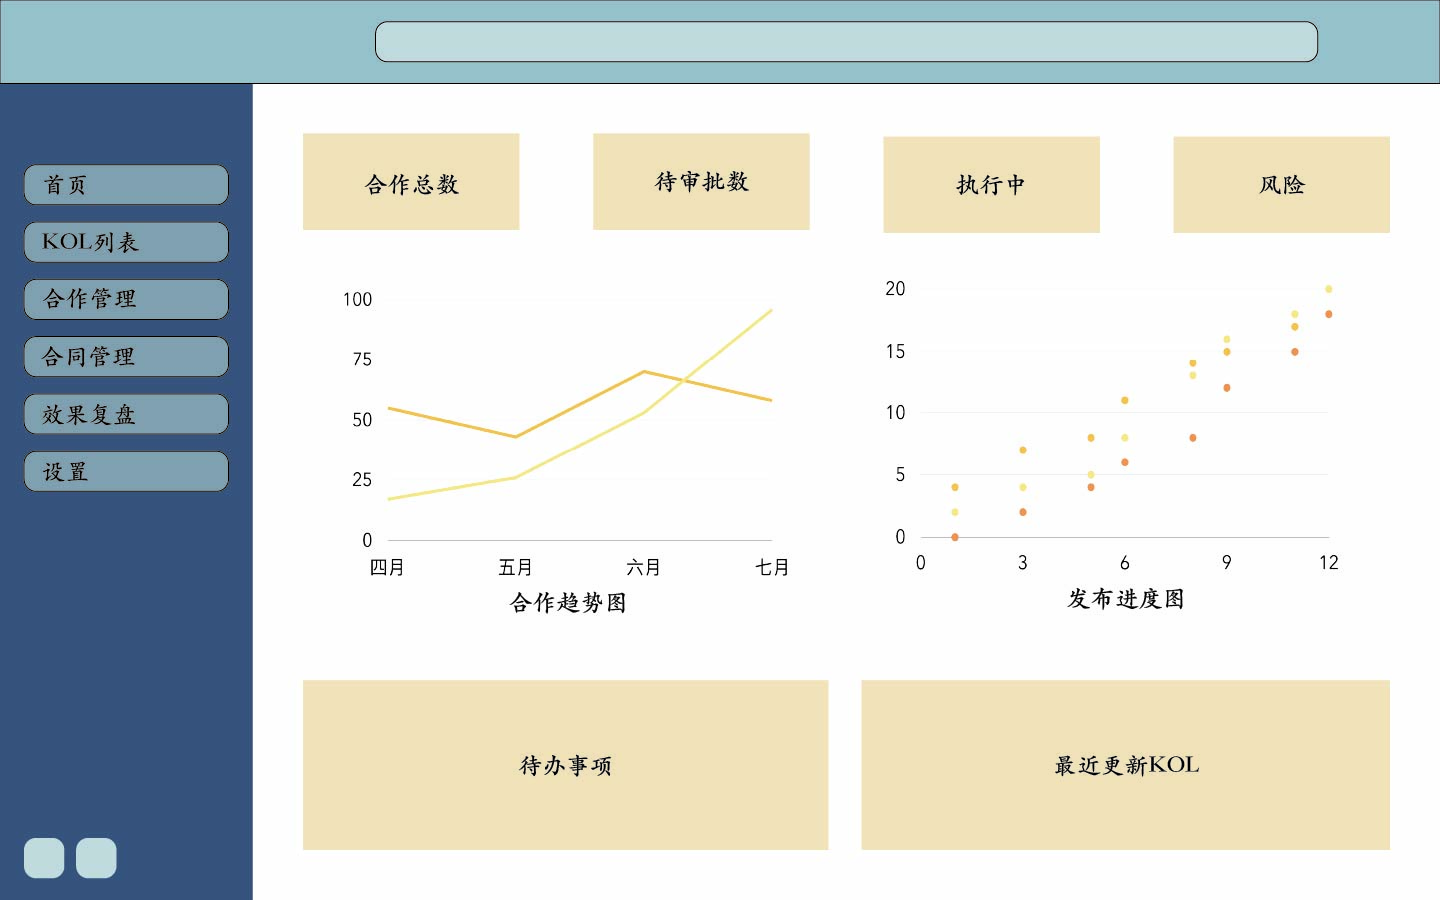 首页
KOL列表
合作管理
合同管理
效果复盘
设置
合作总数
待审批数
执行中
风险
100
75
50
25
0
四月 五月 六月 七月
合作趋势图
20
15
10
5
0
0 3 6 9 12
发布进度图
待办事项
最近更新KOL